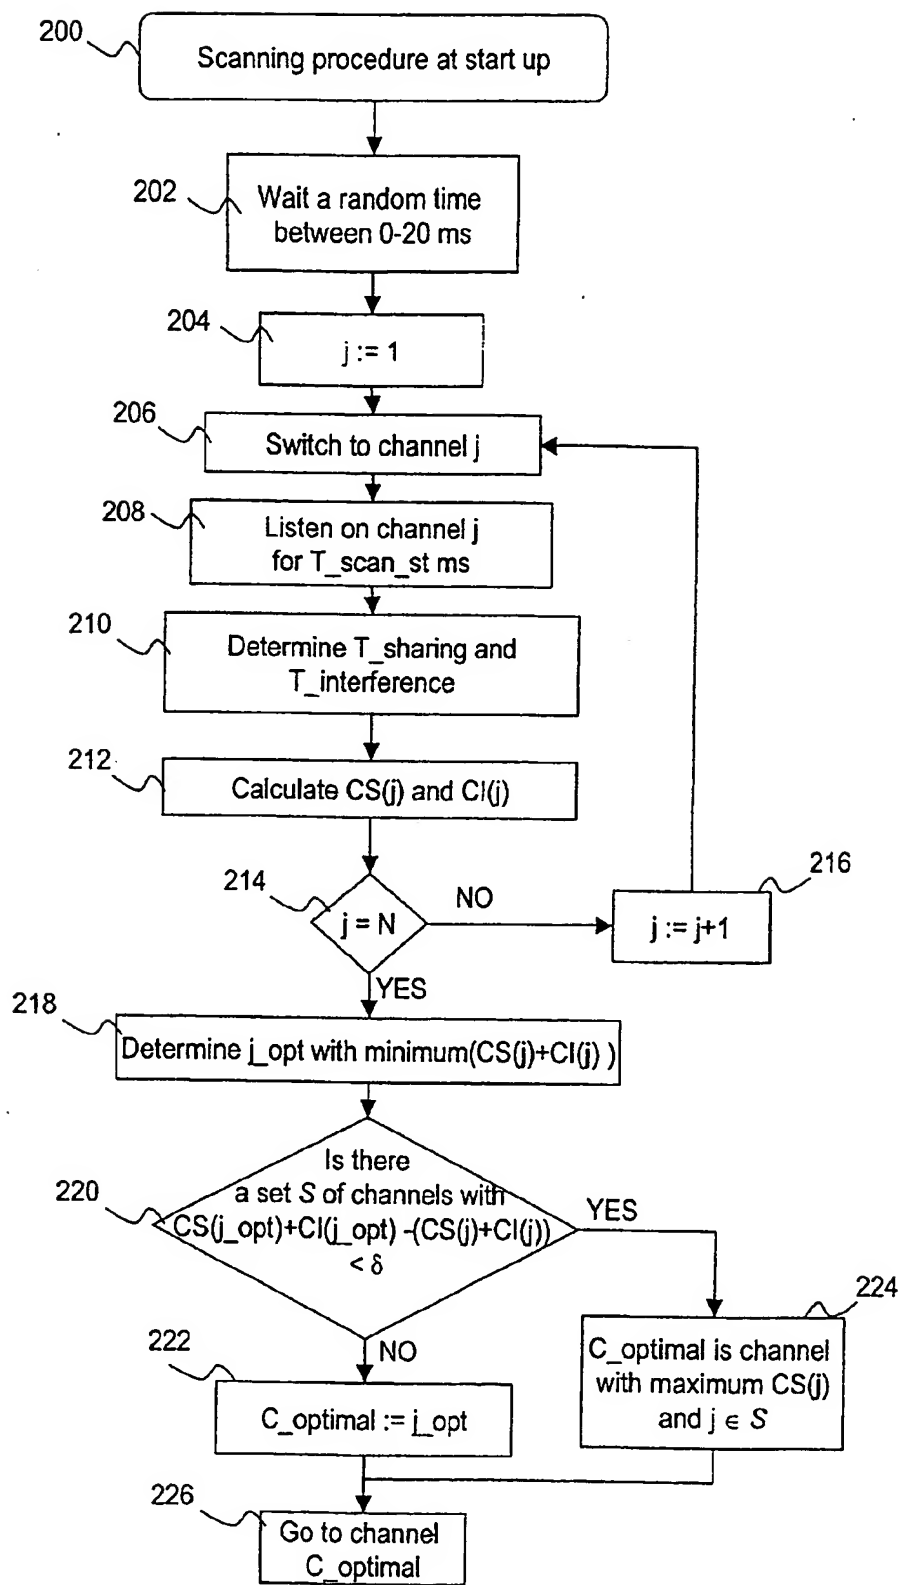 200
Scanning procedure at start up
202
Wait a random time
between 0-20 ms
204
j := 1
206
Switch to channel j
208
Listen on channel j
for T_scan_st ms
210
Determine T_sharing and
T_interference
212
Calculate CS(j) and CI(j)
214
j = N
NO
216
j := j+1
YES
218
Determine j_opt with minimum(CS(j)+CI(j) )
220
Is there
a set S of channels with
CS(j_opt)+CI(j_opt) -(CS(j)+CI(j))
< δ
YES
224
C_optimal is channel
with maximum CS(j)
and j ∈ S
NO
222
C_optimal := j_opt
226
Go to channel
C_optimal